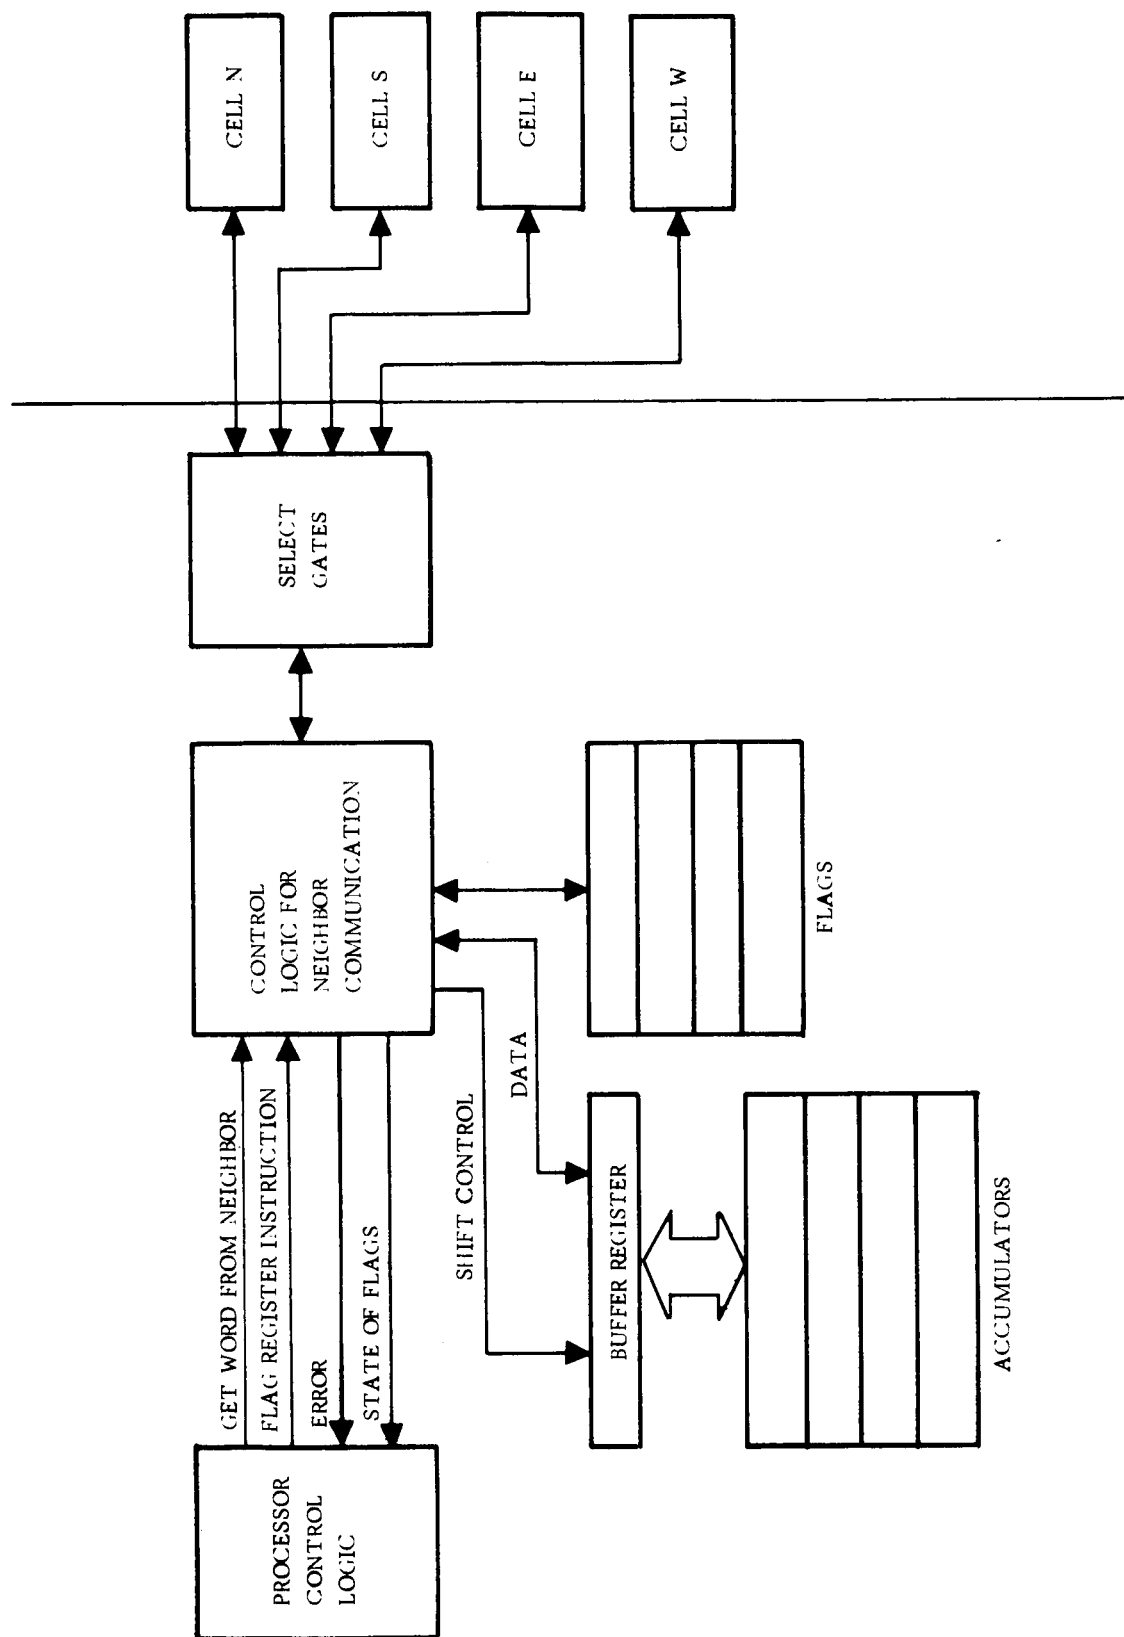 PROCESSOR
CONTROL
LOGIC
GET WORD FROM NEIGHBOR
FLAG REGISTER INSTRUCTION
ERROR
STATE OF FLAGS
CONTROL
LOGIC FOR
NEIGHBOR
COMMUNICATION
SELECT
GATES
CELL N
CELL S
CELL E
CELL W
SHIFT CONTROL
DATA
BUFFER REGISTER
FLAGS
ACCUMULATORS